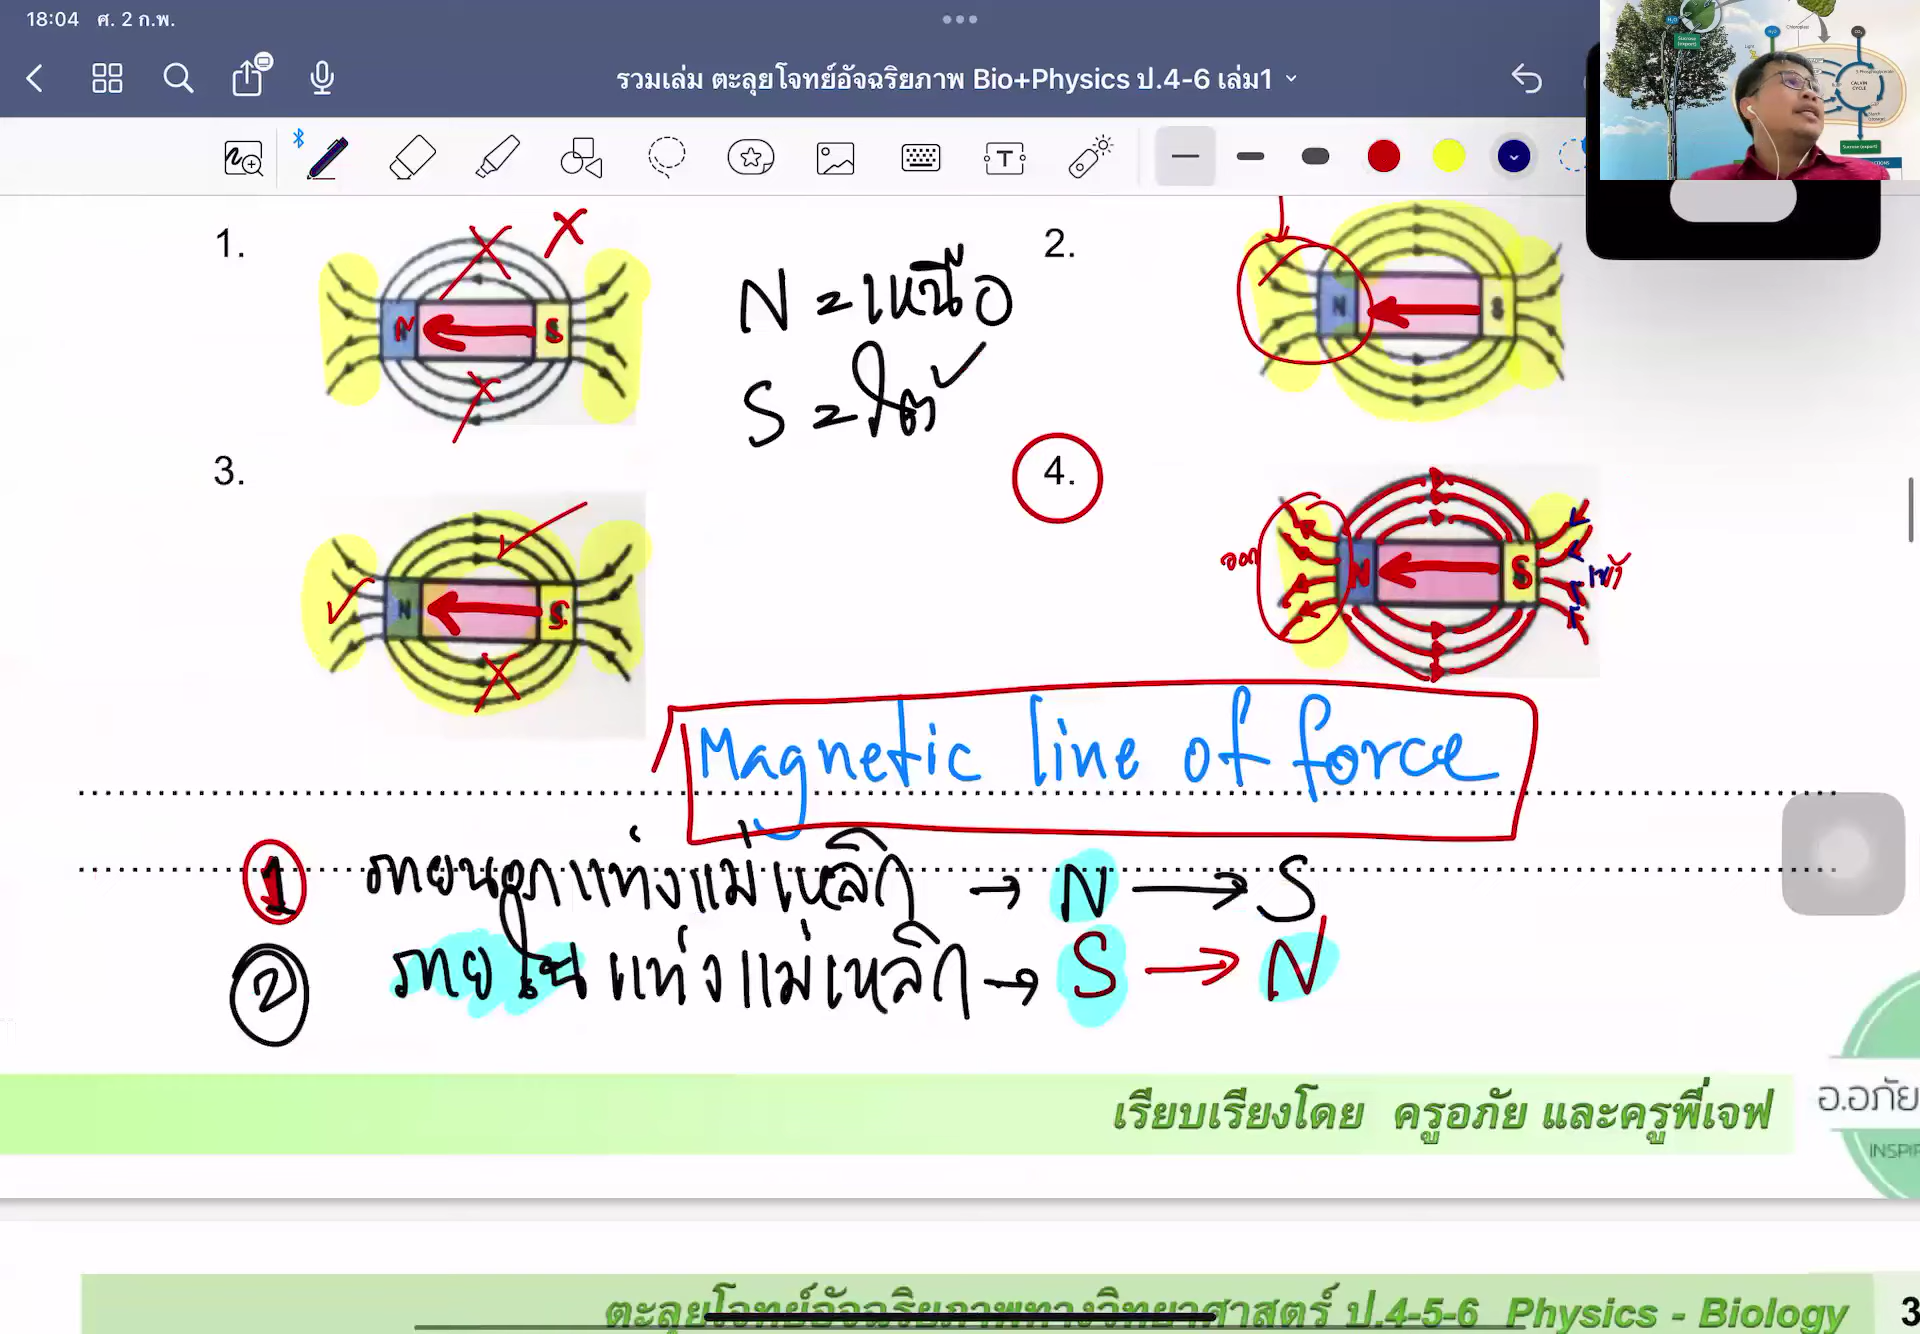 18:04 ศ. 2 ก.พ.
รวมเล่ม ตะลุยโจทย์อัจฉริยภาพ Bio+Physics ป.4-6 เล่ม1
1.
N S
N = เหนือ
S = ใต้
2.
N S
3.
N S
4.
ออก N S เข้า
Magnetic line of force
1 ภายนอกแท่งแม่เหล็ก → N → S
2 ภายในแท่งแม่เหล็ก → S → N
เรียบเรียงโดย ครูอภัย และครูพี่เจฟ
อ.อภัย
INSPIR
ตะลุยโจทย์อัจฉริยภาพทางวิทยาศาสตร์ ป.4-5-6 Physics - Biology 3